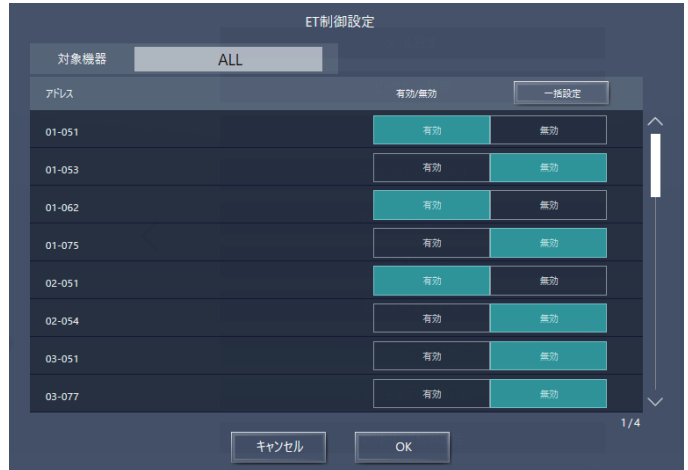 ET制御設定
対象機器 ALL
アドレス 有効/無効 一括設定
01-051 有効 無効
01-053 有効 無効
01-062 有効 無効
01-075 有効 無効
02-051 有効 無効
02-054 有効 無効
03-051 有効 無効
03-077 有効 無効
1/4
キャンセル OK